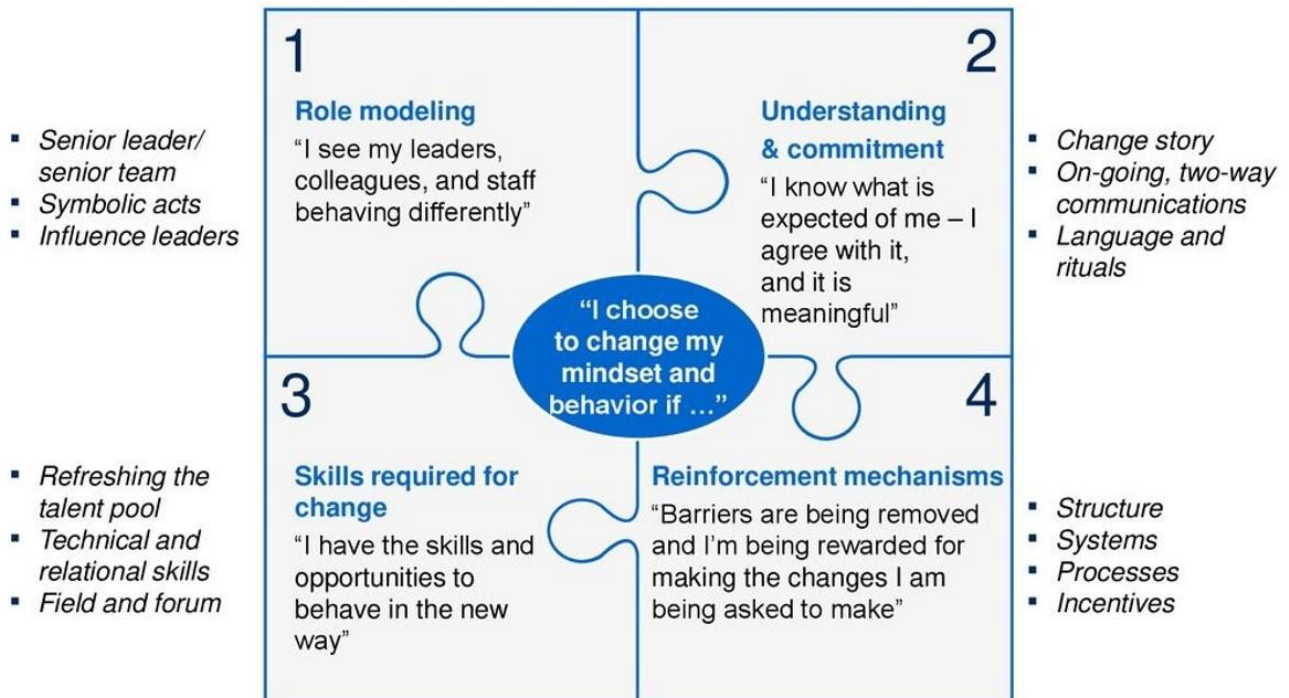 1
Role modeling
“I see my leaders,
colleagues, and staff
behaving differently”
▪ Senior leader/
senior team
▪ Symbolic acts
▪ Influence leaders
2
Understanding
& commitment
“I know what is
expected of me – I
agree with it,
and it is
meaningful”
▪ Change story
▪ On-going, two-way
communications
▪ Language and
rituals
“I choose
to change my
mindset and
behavior if ...”
3
Skills required for
change
“I have the skills and
opportunities to
behave in the new
way”
▪ Refreshing the
talent pool
▪ Technical and
relational skills
▪ Field and forum
4
Reinforcement mechanisms
“Barriers are being removed
and I’m being rewarded for
making the changes I am
being asked to make”
▪ Structure
▪ Systems
▪ Processes
▪ Incentives